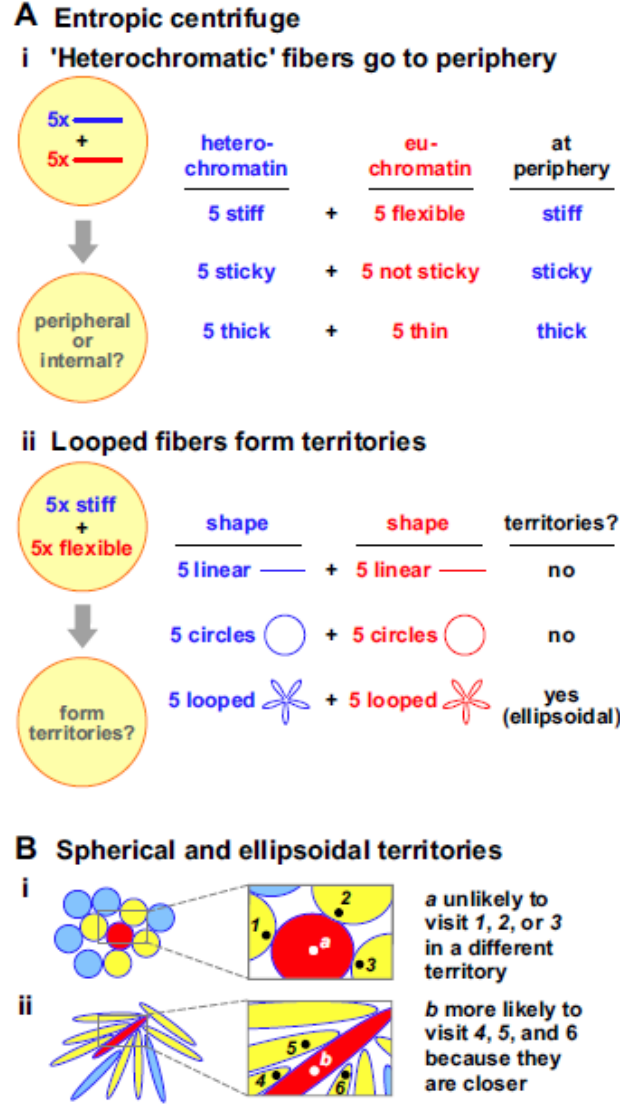 A Entropic centrifuge
i 'Heterochromatic' fibers go to periphery
5x
+
5x
peripheral
or
internal?
hetero-
chromatin
eu-
chromatin
at
periphery
5 stiff + 5 flexible stiff
5 sticky + 5 not sticky sticky
5 thick + 5 thin thick
ii Looped fibers form territories
5x stiff
+
5x flexible
form
territories?
shape shape territories?
5 linear + 5 linear no
5 circles + 5 circles no
5 looped + 5 looped yes
(ellipsoidal)
B Spherical and ellipsoidal territories
i
1
2
a
3
a unlikely to
visit 1, 2, or 3
in a different
territory
ii
5
b
4
6
b more likely to
visit 4, 5, and 6
because they
are closer